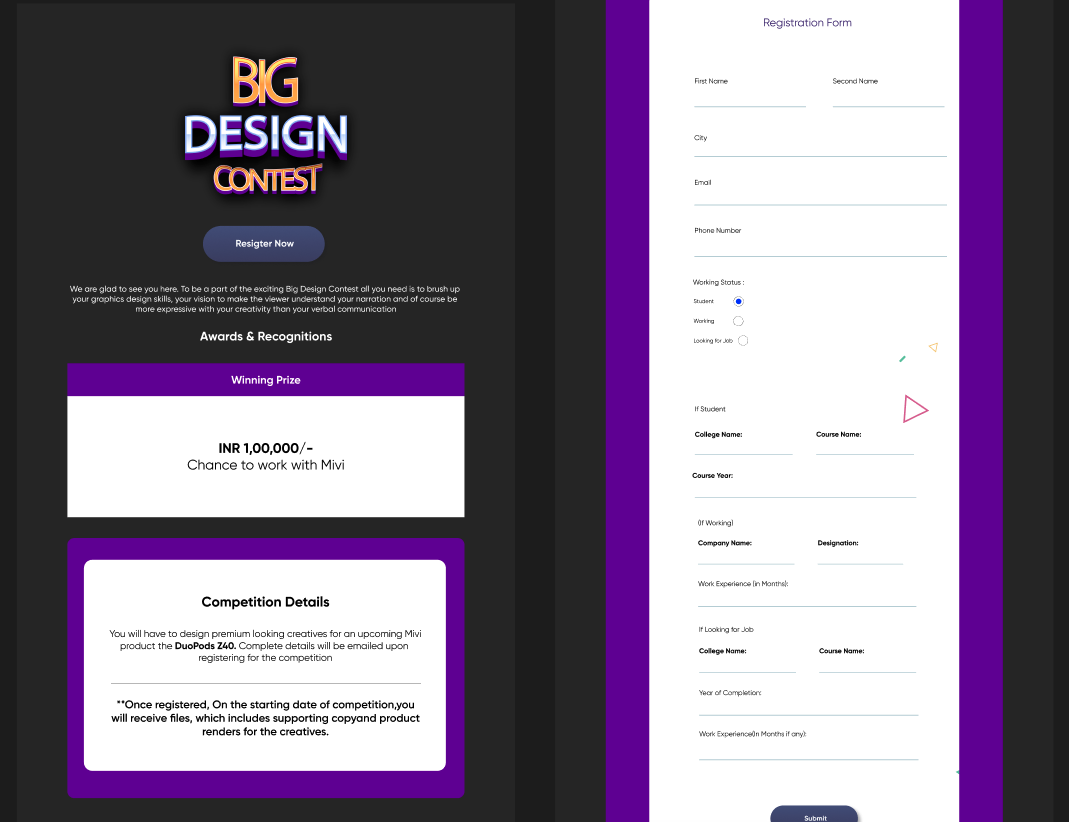 BIG
DESIGN
CONTEST
Resigter Now
We are glad to see you here. To be a part of the exciting Big Design Contest all you need is to brush up
your graphics design skills, your vision to make the viewer understand your narration and of course be
more expressive with your creativity than your verbal communication
Awards & Recognitions
Winning Prize
INR 1,00,000/-
Chance to work with Mivi
Competition Details
You will have to design premium looking creatives for an upcoming Mivi
product the DuoPods Z40. Complete details will be emailed upon
registering for the competition
**Once registered, On the starting date of competition,you
will receive files, which includes supporting copyand product
renders for the creatives.
Registration Form
First Name Second Name
City
Email
Phone Number
Working Status :
Student
Working
Looking for Job
If Student
College Name: Course Name:
Course Year:
(If Working)
Company Name: Designation:
Work Experience (in Months):
If Looking for Job
College Name: Course Name:
Year of Completion:
Work Experience(In Months if any):
Submit